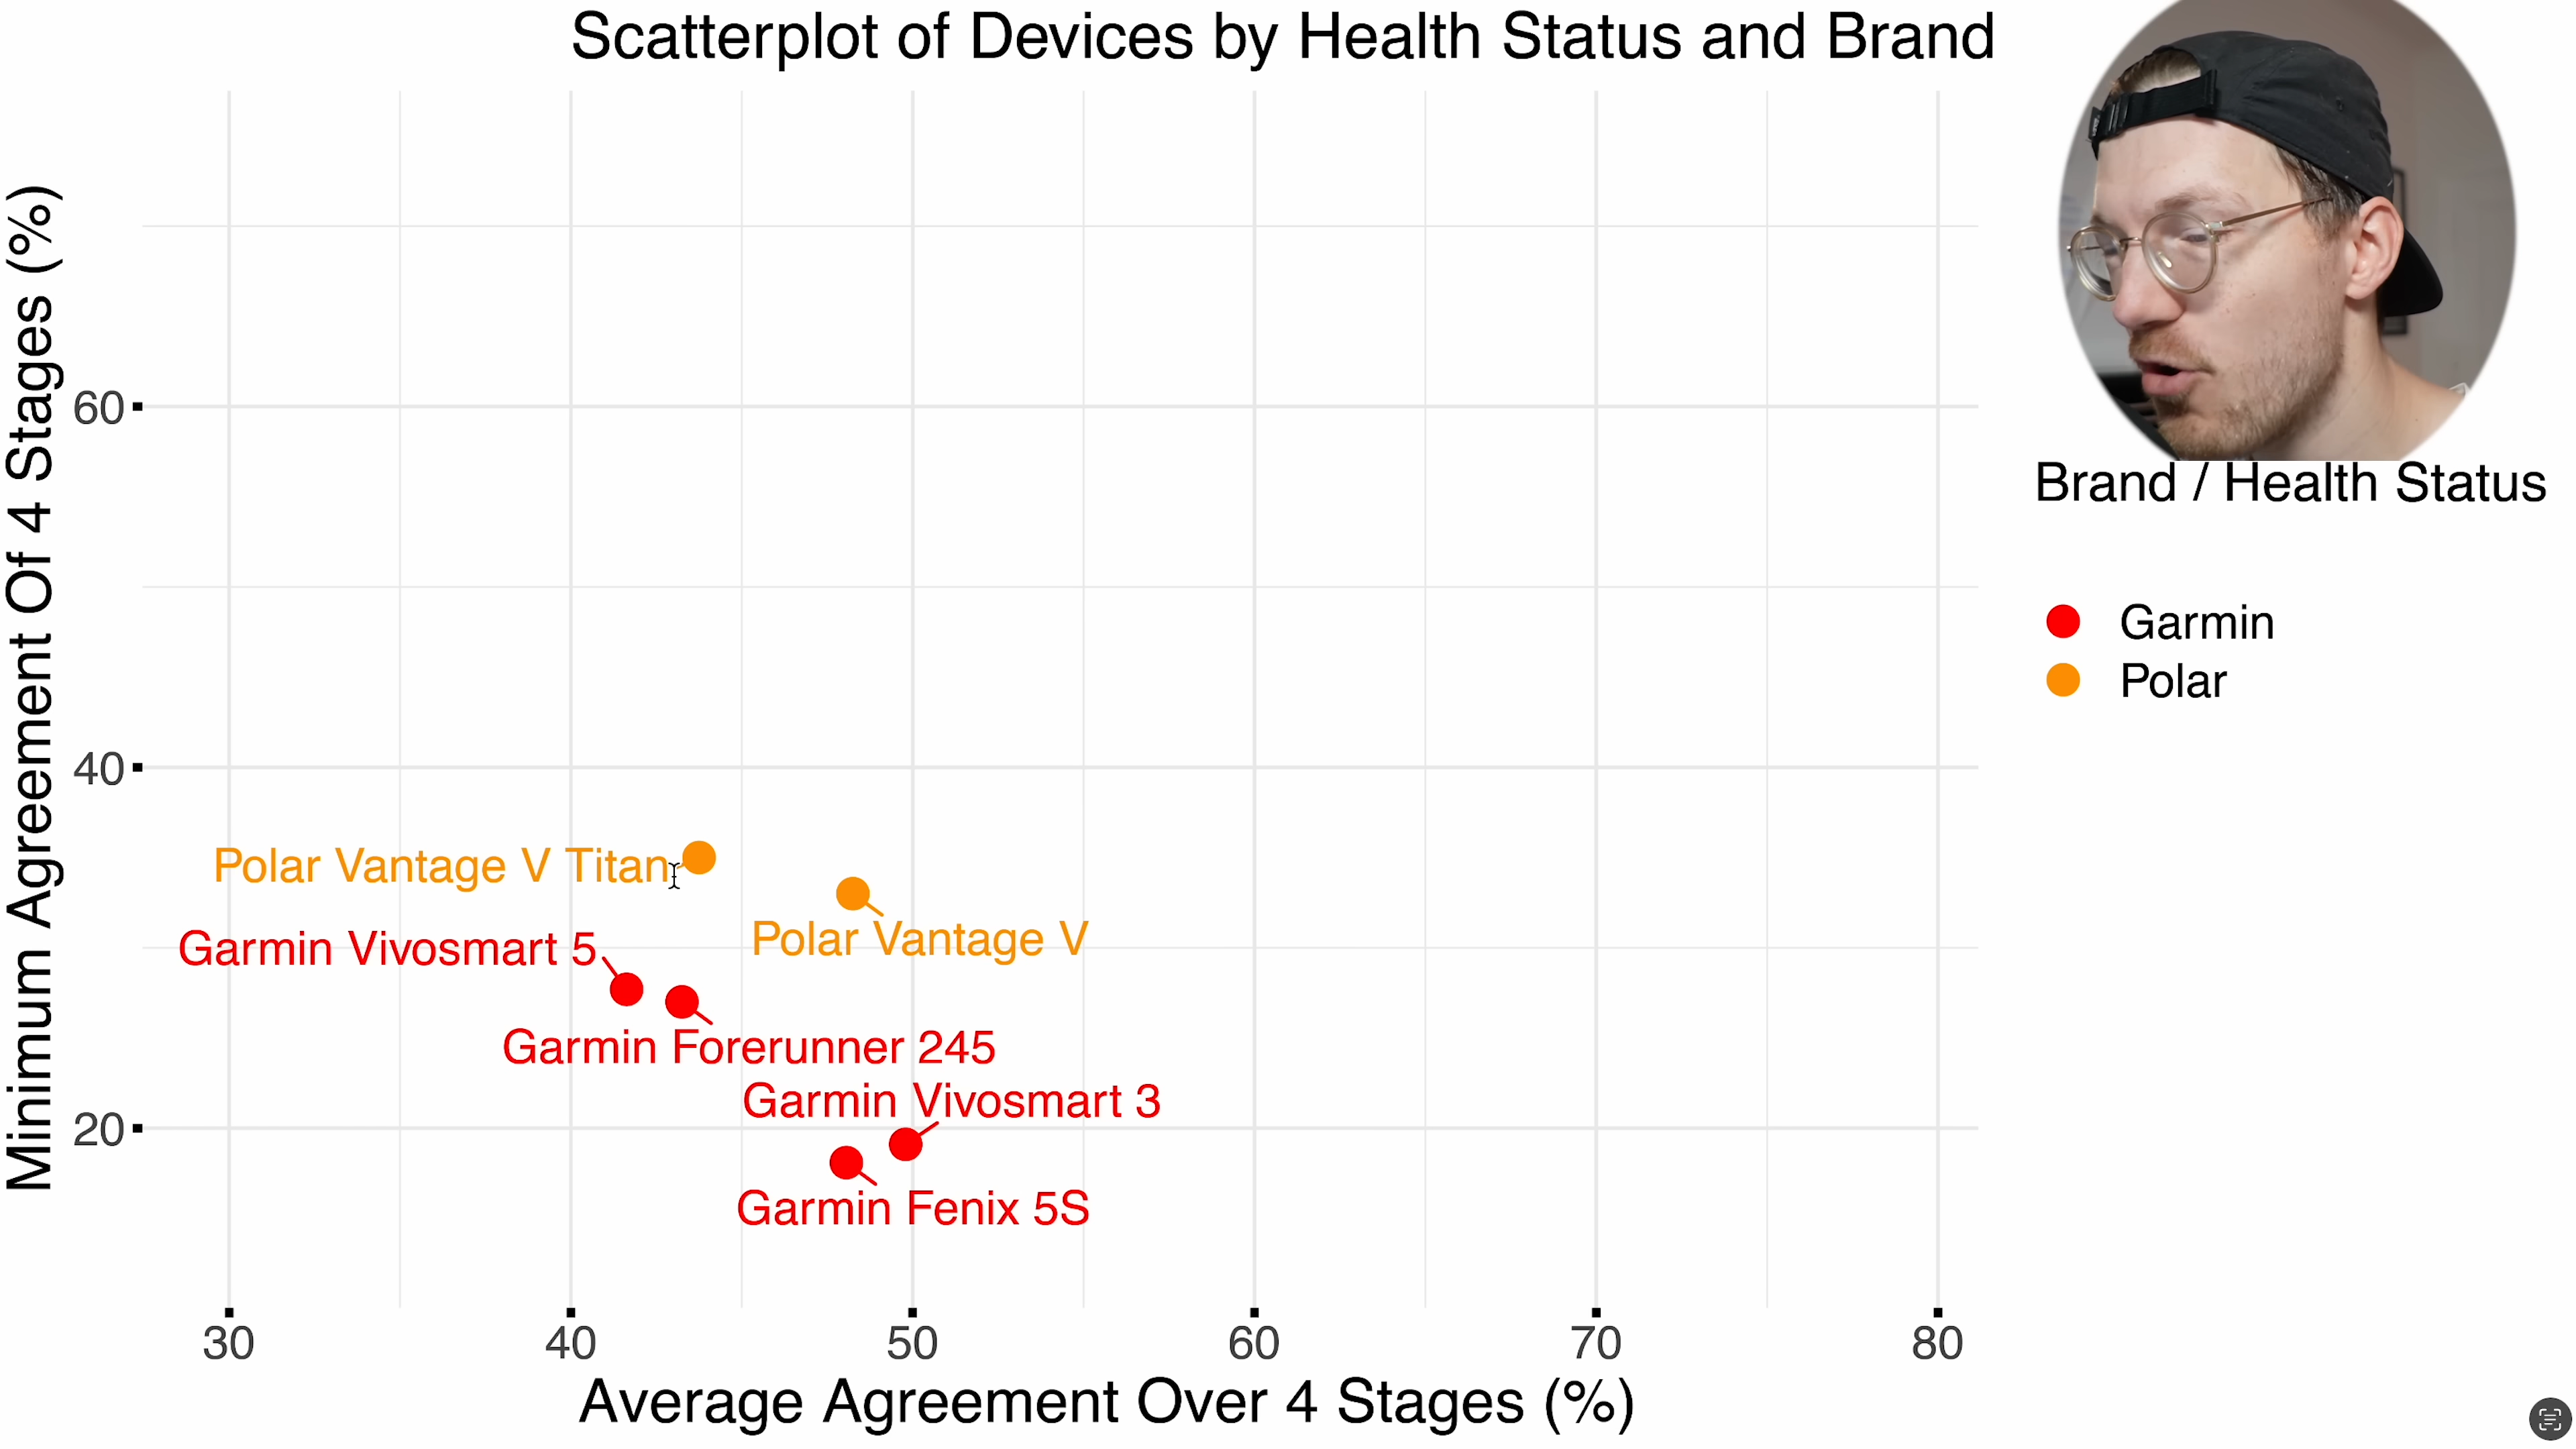 Scatterplot of Devices by Health Status and Brand
Minimum Agreement Of 4 Stages (%)
60
40
20
Polar Vantage V Titan
Polar Vantage V
Garmin Vivosmart 5
Garmin Forerunner 245
Garmin Vivosmart 3
Garmin Fenix 5S
30 40 50 60 70 80
Average Agreement Over 4 Stages (%)
Brand / Health Status
Garmin
Polar